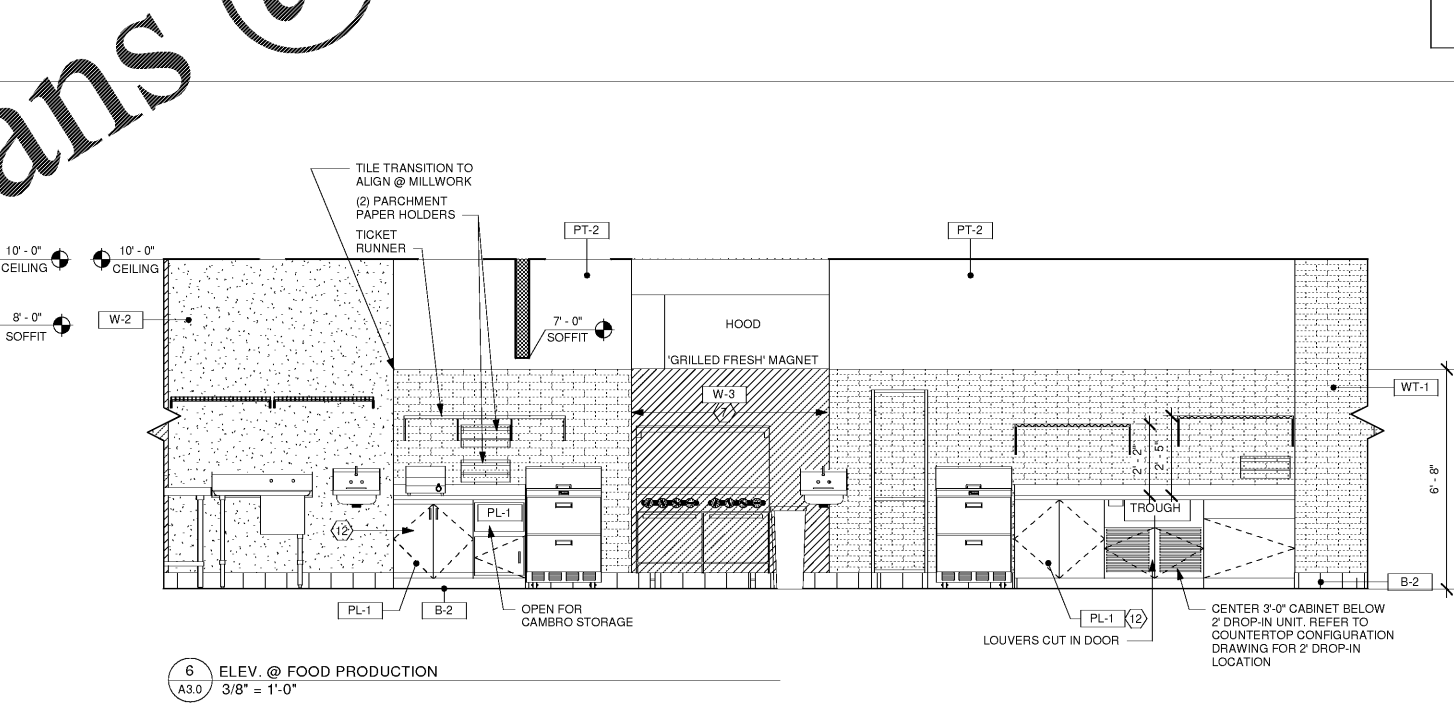 ans @
TILE TRANSITION TO
ALIGN @ MILLWORK
(2) PARCHMENT
PAPER HOLDERS
TICKET
RUNNER
PT-2
PT-2
10' - 0"
CEILING
10' - 0"
CEILING
8' - 0"
SOFFIT
W-2
7' - 0"
SOFFIT
HOOD
'GRILLED FRESH' MAGNET
W-3
7
WT-1
2' - 2"
2' - 5"
6' - 8"
TROUGH
PL-1
12
PL-1
B-2
OPEN FOR
CAMBRO STORAGE
PL-1
12
B-2
LOUVERS CUT IN DOOR
CENTER 3'-0" CABINET BELOW
2' DROP-IN UNIT. REFER TO
COUNTERTOP CONFIGURATION
DRAWING FOR 2' DROP-IN
LOCATION
6
A3.0
ELEV. @ FOOD PRODUCTION
3/8" = 1'-0"